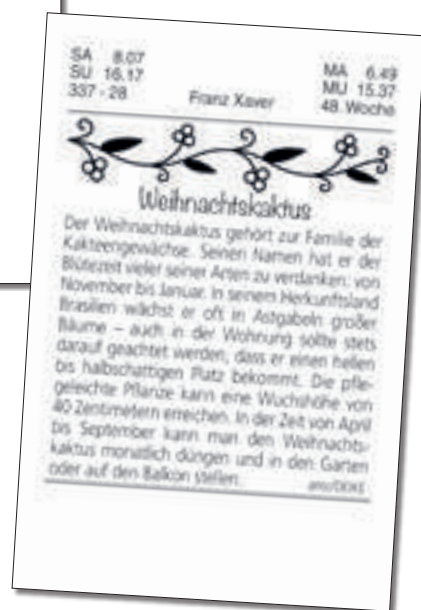 SA 8.07
SU 16.17
337 - 28
Franz Xaver
MA 6.49
MU 15.37
48. Woche
Weihnachtskaktus
Der Weihnachtskaktus gehört zur Familie der
Kakteengewächse. Seinen Namen hat er der
Blütezeit vieler seiner Arten zu verdanken: von
November bis Januar. In seinem Herkunftsland
Brasilien wächst er oft in Astgabeln großer
Bäume – auch in der Wohnung sollte stets
darauf geachtet werden, dass er einen hellen
bis halbschattigen Platz bekommt. Die pfle-
geleichte Pflanze kann eine Wuchshöhe von
40 Zentimetern erreichen. In der Zeit von April
bis September kann man den Weihnachts-
kaktus monatlich düngen und in den Garten
oder auf den Balkon stellen.